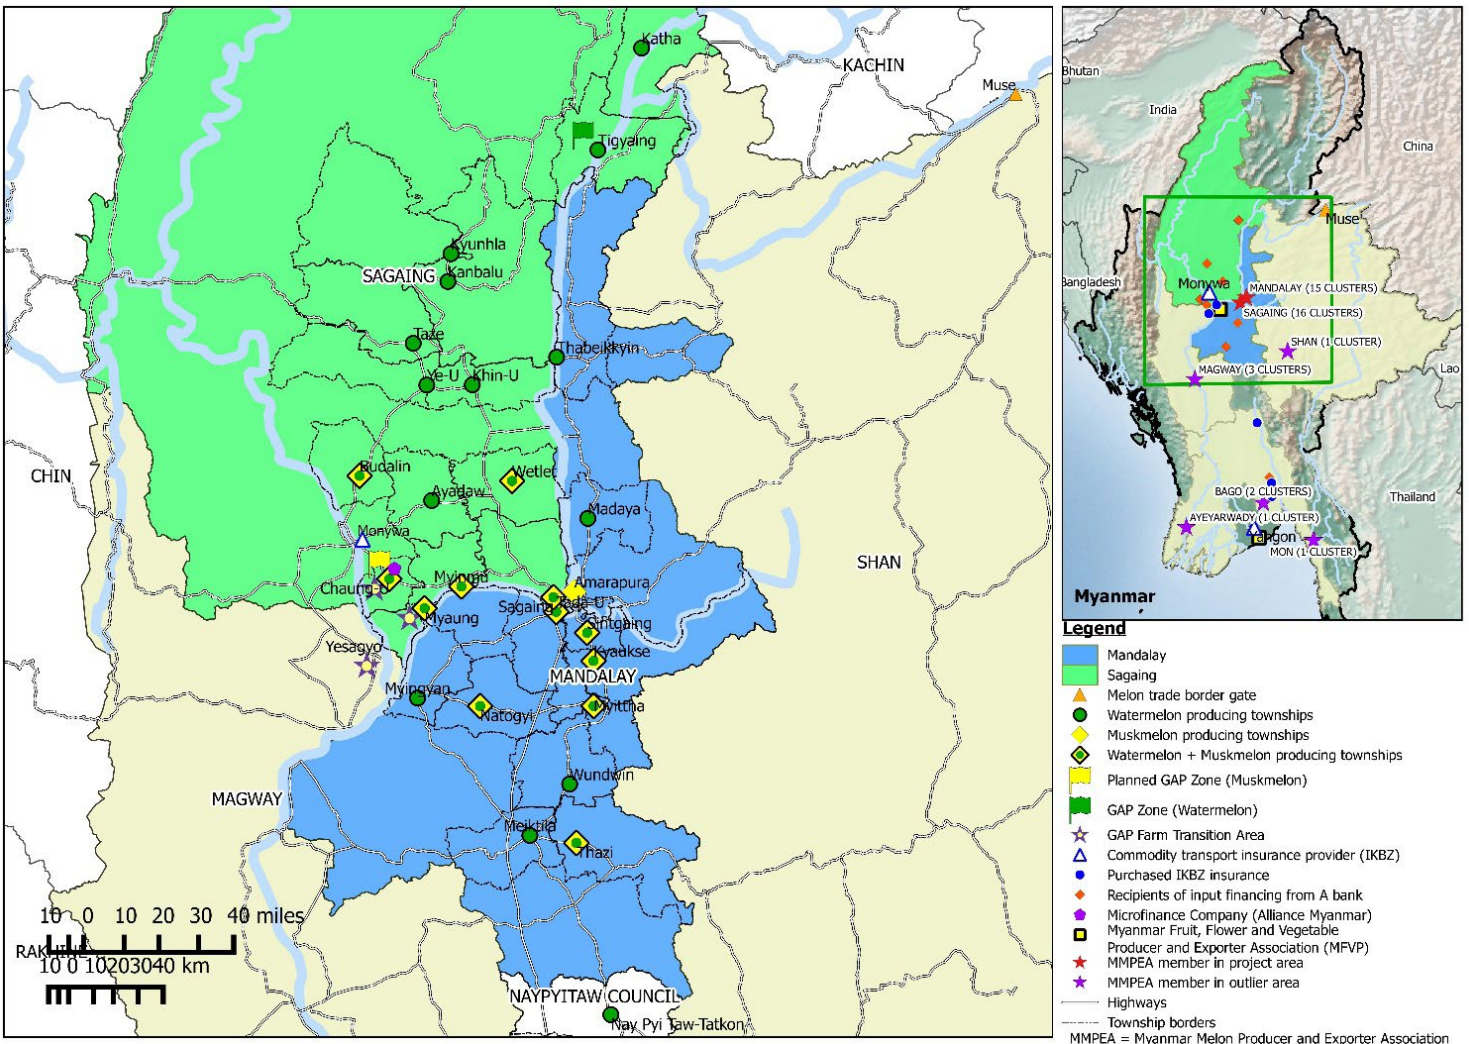 Katha
KACHIN
Muse
Tigyaing
Kyunhla
SAGAING
Kanbalu
Taze
Thabeikkyin
Ye-U
Khin-U
Budalin
Wetlet
CHIN
Ayadaw
Madaya
Monywa
SHAN
Chaung-U
Myinmu
Amarapura
Sagaing
Tada-U
Myaung
Sintgaing
Yesagyo
Kyaukse
MANDALAY
Myingyan
Natogyi
Myittha
Wundwin
MAGWAY
Meiktila
Thazi
10 0 10 20 30 40 miles
RAKHINE
10 0 10203040 km
NAYPYITAW COUNCIL
Nay Pyi Taw-Tatkon
Bhutan
India
China
Muse
Bangladesh
Monywa
MANDALAY (15 CLUSTERS)
SAGAING (16 CLUSTERS)
SHAN (1 CLUSTER)
MAGWAY (3 CLUSTERS)
Lao
BAGO (2 CLUSTERS)
Thailand
AYEYARWADY (1 CLUSTER)
Yangon
MON (1 CLUSTER)
Myanmar
Legend
Mandalay
Sagaing
Melon trade border gate
Watermelon producing townships
Muskmelon producing townships
Watermelon + Muskmelon producing townships
Planned GAP Zone (Muskmelon)
GAP Zone (Watermelon)
GAP Farm Transition Area
Commodity transport insurance provider (IKBZ)
Purchased IKBZ insurance
Recipients of input financing from A bank
Microfinance Company (Alliance Myanmar)
Myanmar Fruit, Flower and Vegetable
Producer and Exporter Association (MFVP)
MMPEA member in project area
MMPEA member in outlier area
Highways
Township borders
MMPEA = Myanmar Melon Producer and Exporter Association